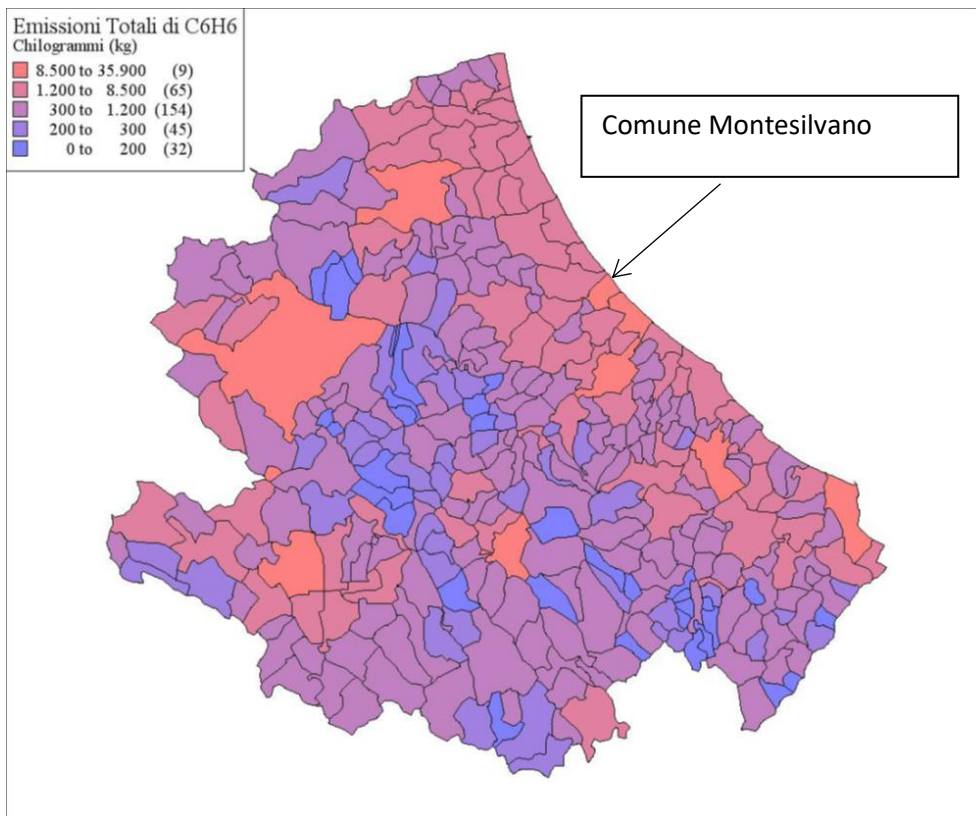 Emissioni Totali di C6H6
Chilogrammi (kg)
8.500 to 35.900 (9)
1.200 to 8.500 (65)
300 to 1.200 (154)
200 to 300 (45)
0 to 200 (32)
Comune Montesilvano